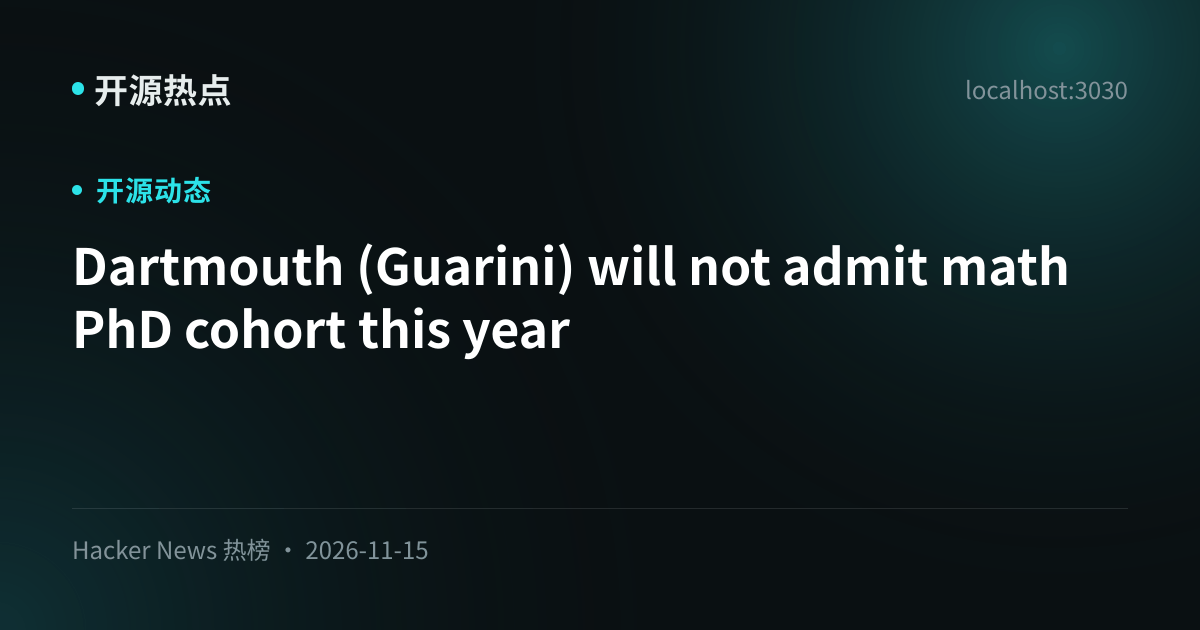 开源热点
localhost:3030
开源动态
Dartmouth (Guarini) will not admit math
PhD cohort this year
Hacker News 热榜 · 2026-11-15